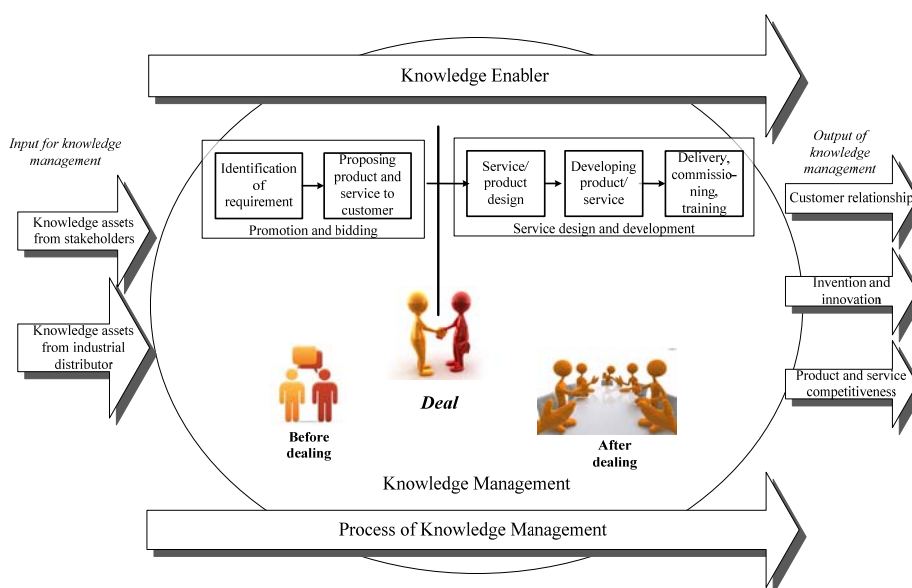 Knowledge Enabler
Input for knowledge
management
Output of
knowledge
management
Identification
of
requirement
Proposing
product and
service to
customer
Promotion and bidding
Service/
product
design
Developing
product/
service
Delivery,
commissio-
ning,
training
Service design and development
Knowledge assets
from stakeholders
Knowledge assets
from industrial
distributor
Customer relationship
Invention and
innovation
Product and service
competitiveness
Deal
Before
dealing
After
dealing
Knowledge Management
Process of Knowledge Management